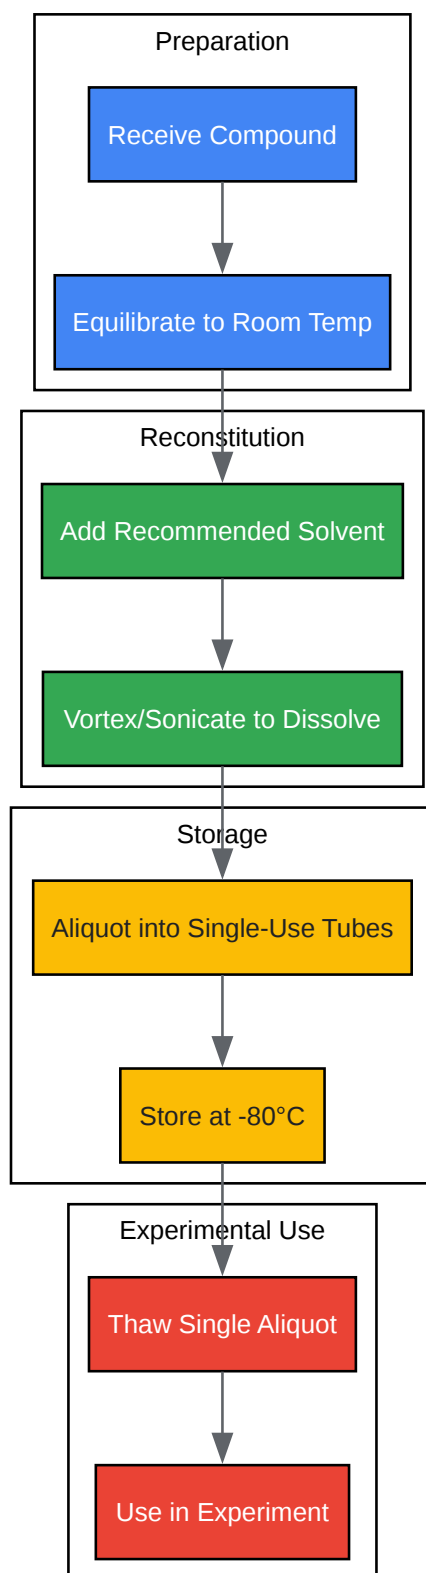 Preparation
Receive Compound
Equilibrate to Room Temp
Reconstitution
Add Recommended Solvent
Vortex/Sonicate to Dissolve
Storage
Aliquot into Single-Use Tubes
Store at -80°C
Experimental Use
Thaw Single Aliquot
Use in Experiment